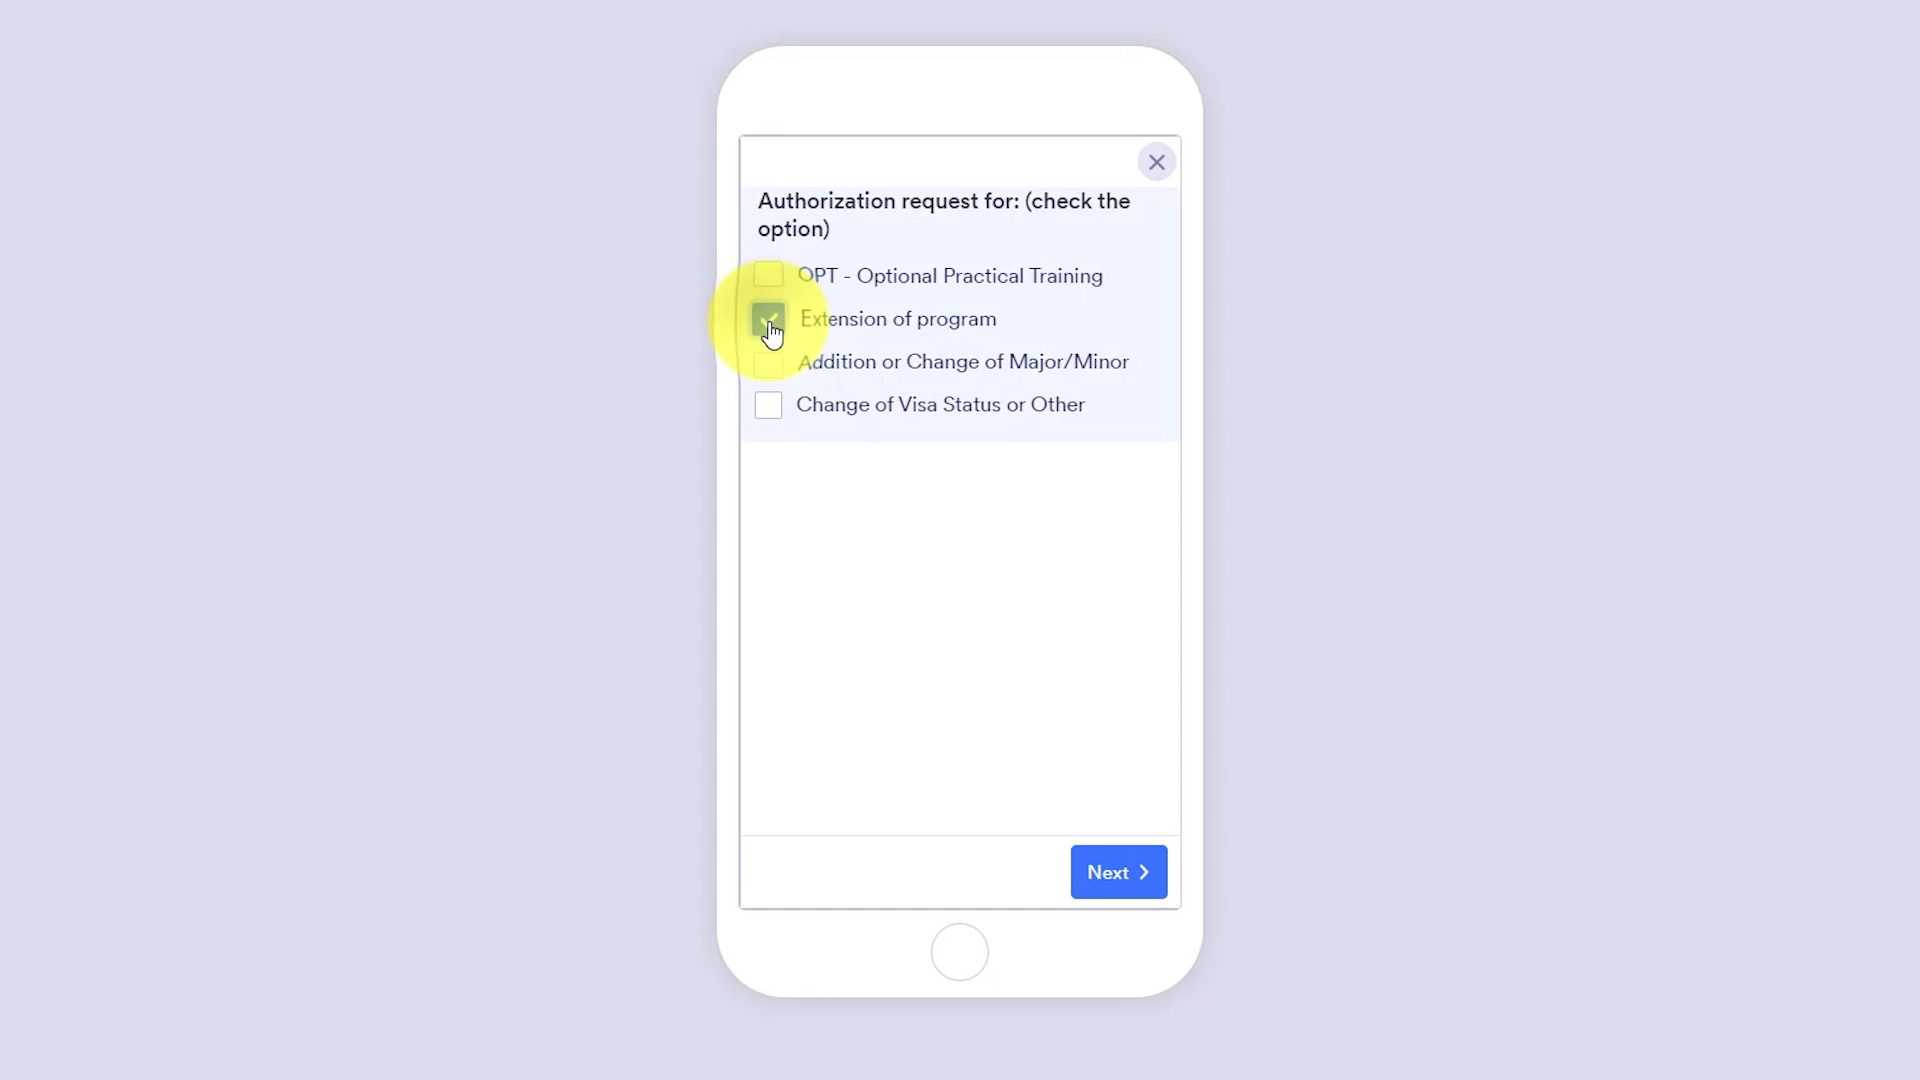 Authorization request for: (check the
option)
OPT - Optional Practical Training
Extension of program
Addition or Change of Major/Minor
Change of Visa Status or Other
Next